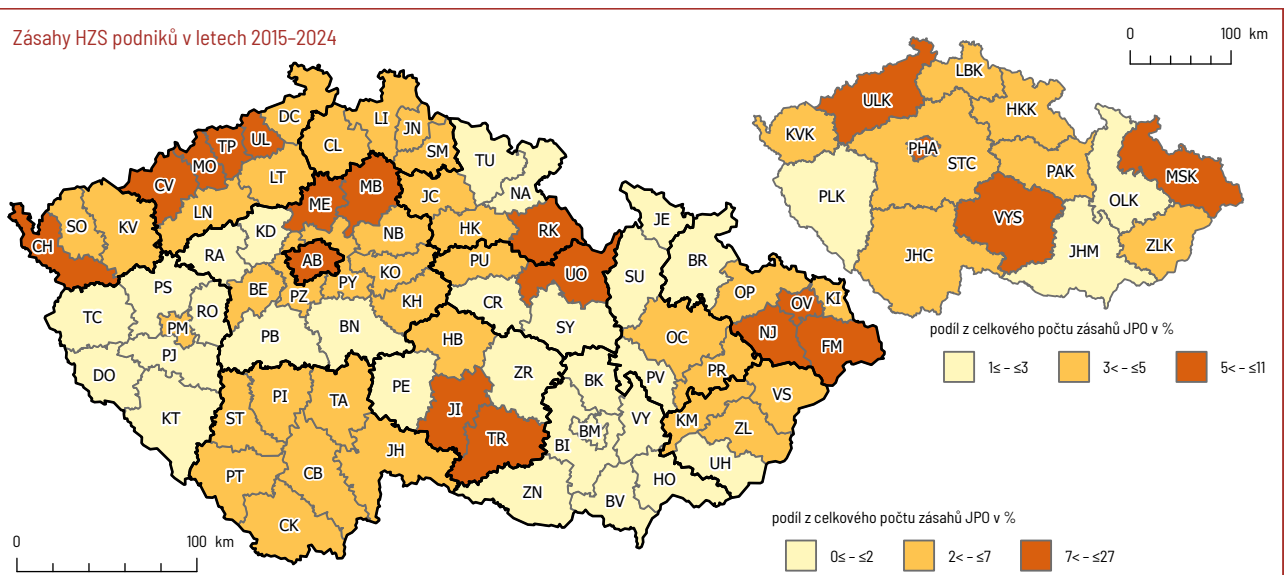 Zásahy HZS podniků v letech 2015–2024
0 100 km
LBK
ULK
HKK
KVK
PHA
STC
PAK
MSK
PLK
OLK
VYS
ZLK
JHC
JHM
podíl z celkového počtu zásahů JPO v %
1≤ – ≤3 3< – ≤5 5< – ≤11
DC
LI
JN
UL
TP
CL
SM
MO
TU
CV
LT
MB
NA
ME
JC
LN
SO
KV
KD
NB
HK
RK
JE
CH
RA
AB
PU
UO
SU
BR
PS
BE
PZ
PY
KO
KH
CR
OP
OV
KI
TC
RO
PM
BN
PB
SY
NJ
FM
PJ
HB
OC
DO
ZR
PR
KT
PE
BK
PV
VS
ST
PI
TA
JI
KM
ZL
TR
BM
VY
BI
JH
UH
PT
CB
HO
ZN
BV
CK
0 100 km
podíl z celkového počtu zásahů JPO v %
0≤ – ≤2 2< – ≤7 7< – ≤27